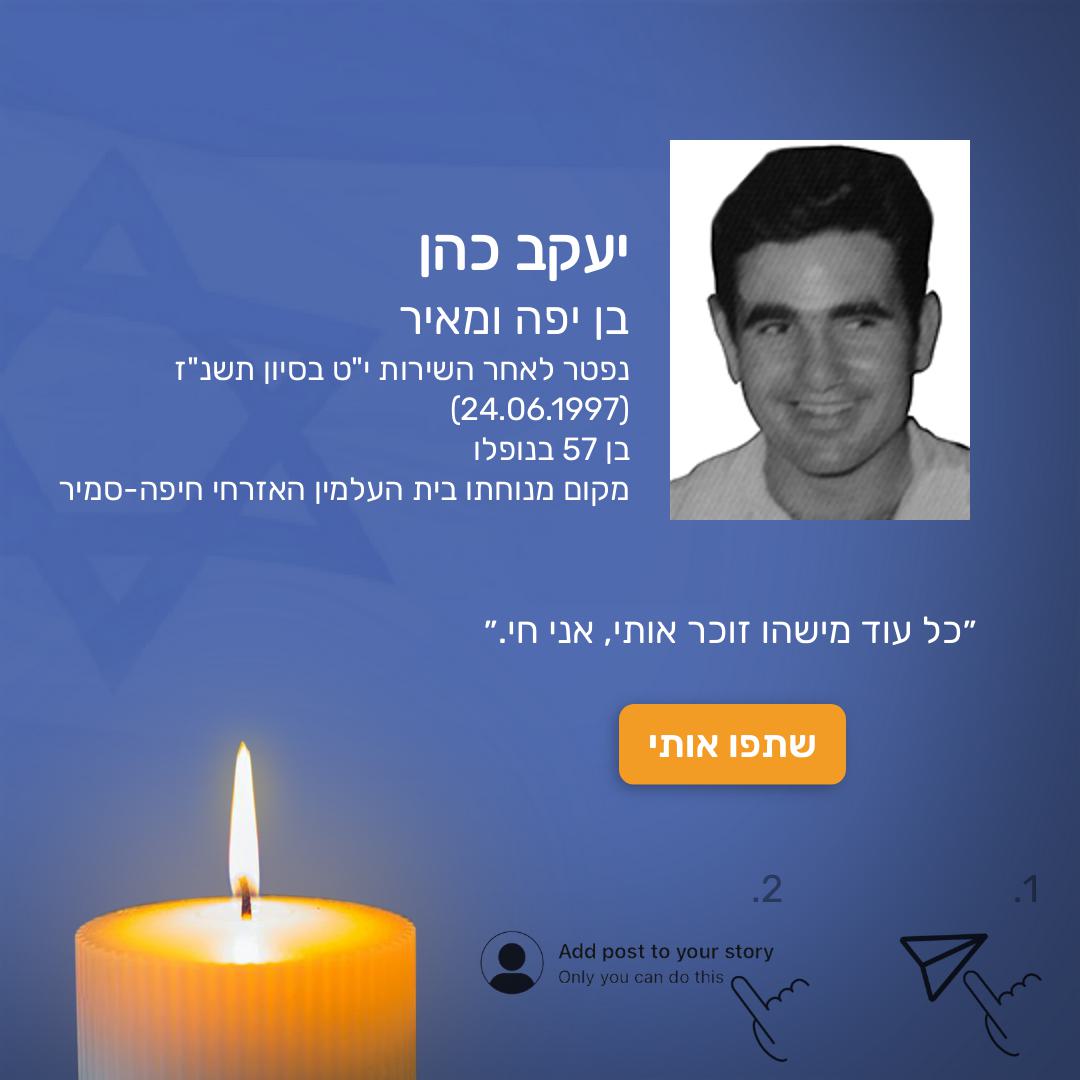 יעקב כהן
בן יפה ומאיר
נפטר לאחר השירות י"ט בסיון תשנ"ז
(24.06.1997)
בן 57 בנופלו
מקום מנוחתו בית העלמין האזרחי חיפה-סמיר
״כל עוד מישהו זוכר אותי, אני חי.״
שתפו אותי
.1
.2
Add post to your story
Only you can do this